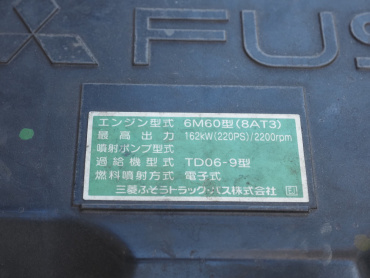 FUS
エンジン型式 6M60型(8AT3)
最高出力 162kW(220PS)/2200rpm
噴射ポンプ型式
過給機型式 TD06-9型
燃料噴射方式 電子式
三菱ふそうトラック・バス株式会社